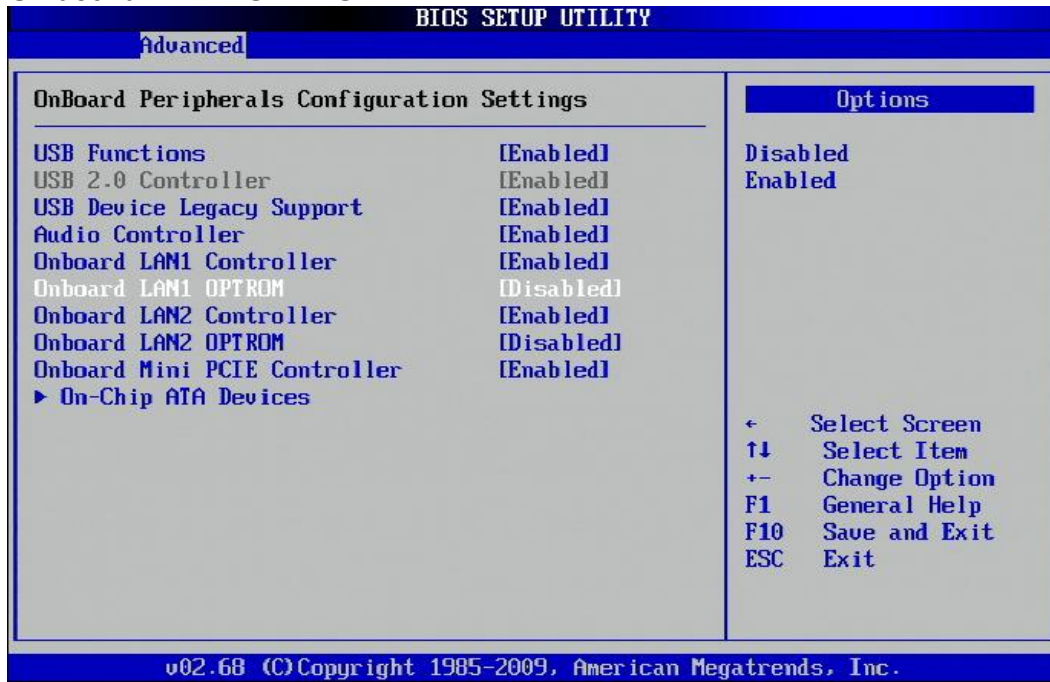 BIOS SETUP UTILITY
Advanced
OnBoard Peripherals Configuration Settings
USB Functions [Enabled]
USB 2.0 Controller [Enabled]
USB Device Legacy Support [Enabled]
Audio Controller [Enabled]
Onboard LAN1 Controller [Enabled]
Onboard LAN1 OPTROM [Disabled]
Onboard LAN2 Controller [Enabled]
Onboard LAN2 OPTROM [Disabled]
Onboard Mini PCIE Controller [Enabled]
► On-Chip ATA Devices
Options
Disabled
Enabled
← Select Screen
↑↓ Select Item
+- Change Option
F1 General Help
F10 Save and Exit
ESC Exit
v02.68 (C)Copyright 1985-2009, American Megatrends, Inc.